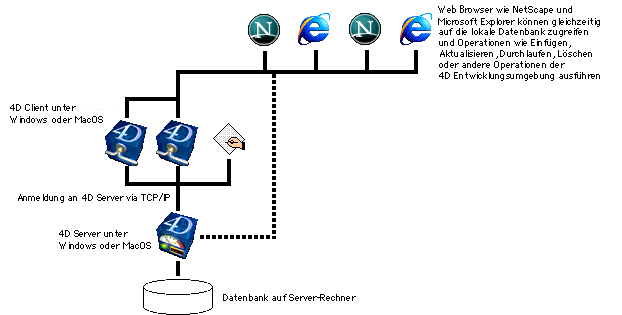 Web Browser wie NetScape und
Microsoft Explorer können gleichzeitig
auf die lokale Datenbank zugreifen
und Operationen wie Einfügen,
Aktualisieren, Durchlaufen, Löschen
oder andere Operationen der
4D Entwicklungsumgebung ausführen
4D Client unter
Windows oder MacOS
4D
4D
Anmeldung an 4D Server via TCP/IP
4D Server unter
Windows oder MacOS
4D
Datenbank auf Server-Rechner